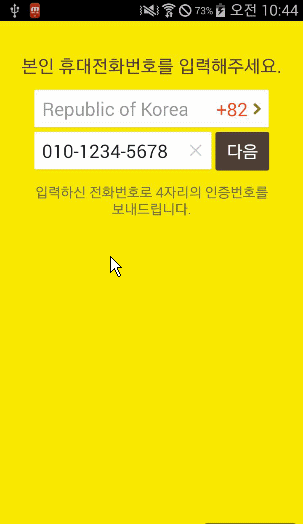 73% 오전 10:44
본인 휴대전화번호를 입력해주세요.
Republic of Korea +82
010-1234-5678 다음
입력하신 전화번호로 4자리의 인증번호를
보내드립니다.